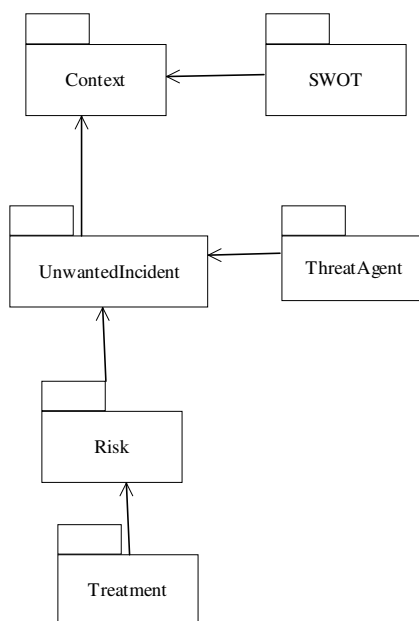 Context
SWOT
UnwantedIncident
ThreatAgent
Risk
Treatment